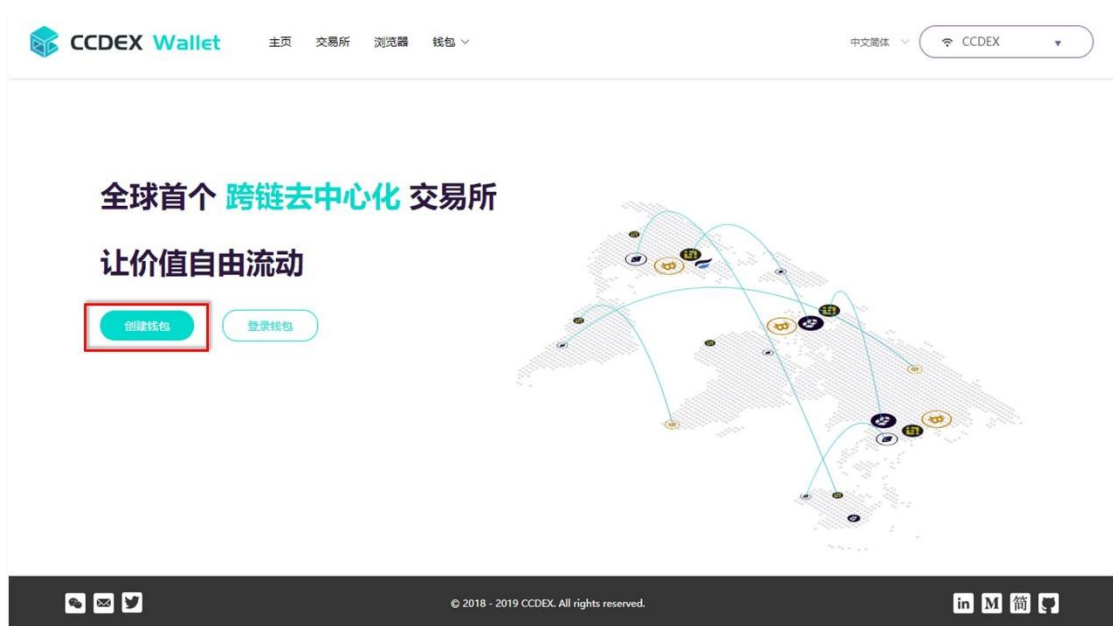 CCDEX Wallet 主页 交易所 浏览器 钱包 中文简体 CCDEX
全球首个 跨链去中心化 交易所
让价值自由流动
创建钱包 登录钱包
© 2018 - 2019 CCDEX. All rights reserved.
in M 简